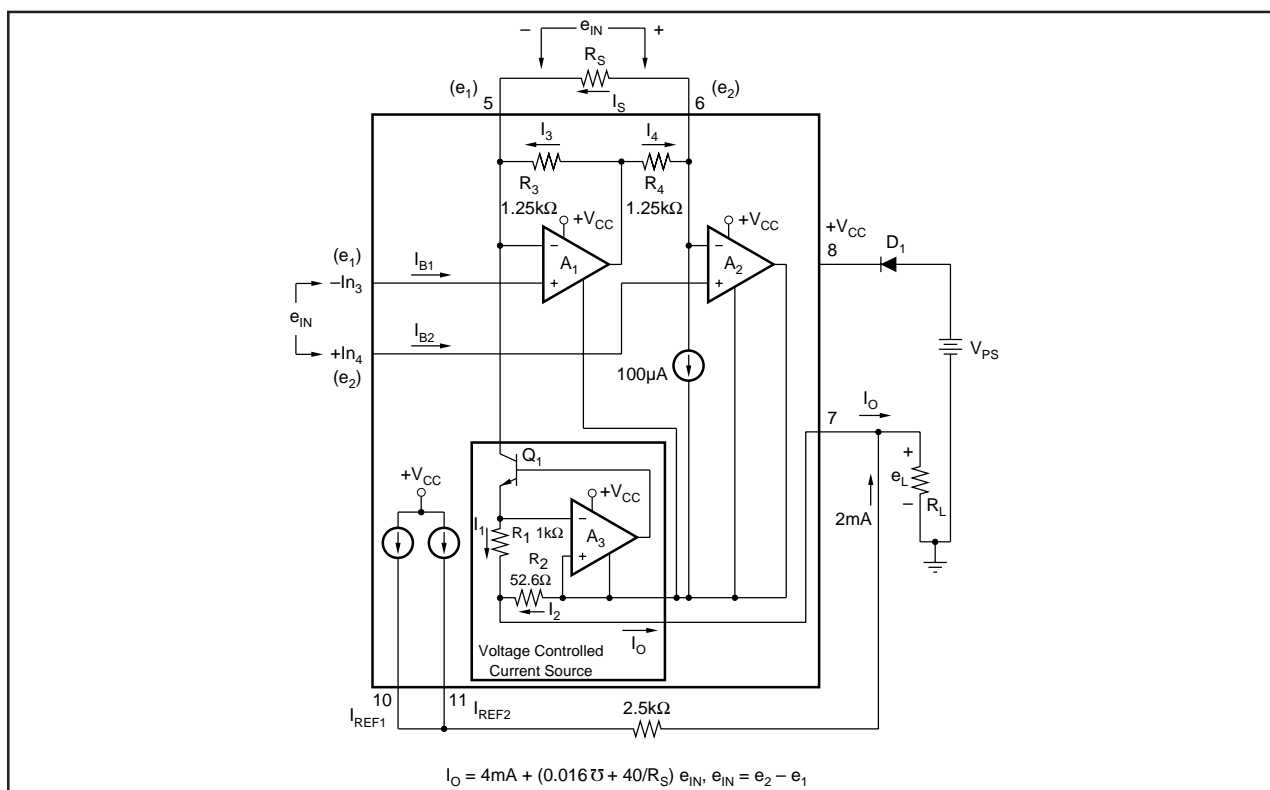 – e_IN +
R_S
(e_1) (e_2)
5 I_S 6
I_3 I_4
R_3 R_4
1.25kΩ 1.25kΩ
+V_CC +V_CC
+V_CC
8 D_1
(e_1) I_B1 – A_1 – A_2
–In_3 + +
e_IN
I_B2
+In_4
(e_2)
V_PS
100µA
I_O
7
Q_1 +
+V_CC +V_CC e_L
– R_L
2mA
I_1 R_1 1kΩ – A_3
R_2 +
52.6Ω
I_2
I_O
Voltage Controlled
Current Source
10 11
I_REF1 I_REF2 2.5kΩ
I_O = 4mA + (0.016℧ + 40/R_S) e_IN, e_IN = e_2 – e_1